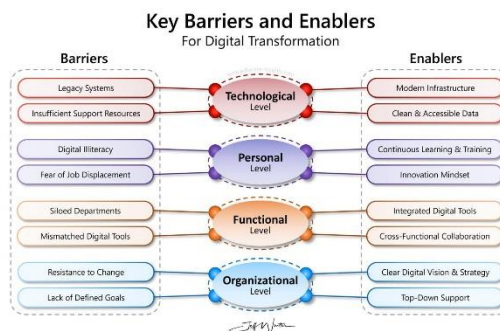 Key Barriers and Enablers
For Digital Transformation
Barriers
Enablers
Legacy Systems
Insufficient Support Resources
Technological
Level
Modern Infrastructure
Clean & Accessible Data
Digital Illiteracy
Fear of Job Displacement
Personal
Level
Continuous Learning & Training
Innovation Mindset
Siloed Departments
Mismatched Digital Tools
Functional
Level
Integrated Digital Tools
Cross-Functional Collaboration
Resistance to Change
Lack of Defined Goals
Organizational
Level
Clear Digital Vision & Strategy
Top-Down Support